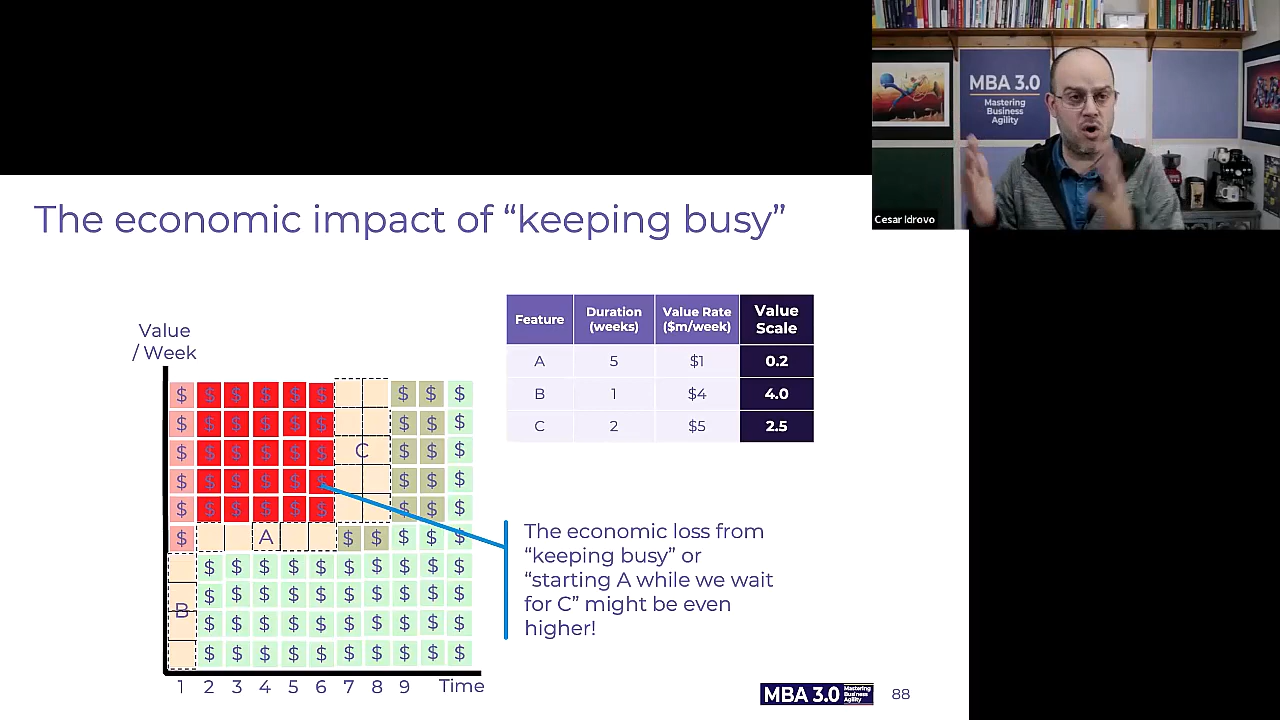 MBA 3.0
Mastering
Business
Agility
Cesar Idrovo
The economic impact of “keeping busy”
Feature Duration (weeks) Value Rate ($m/week) Value Scale
A 5 $1 0.2
B 1 $4 4.0
C 2 $5 2.5
Value
/ Week
$ $ $ $ $ $ $ $ $
$ $ $ $ $ $ $ $ $
$ $ $ $ $ $ C $ $ $
$ $ $ $ $ $ $ $ $
$ $ $ $ $ $ $ $ $
$ A $ $ $ $ $
$ $ $ $ $ $ $ $ $ $
B $ $ $ $ $ $ $ $ $ $
$ $ $ $ $ $ $ $ $ $
$ $ $ $ $ $ $ $ $ $
1 2 3 4 5 6 7 8 9 Time
The economic loss from
“keeping busy” or
“starting A while we wait
for C” might be even
higher!
MBA 3.0 Mastering Business Agility
88